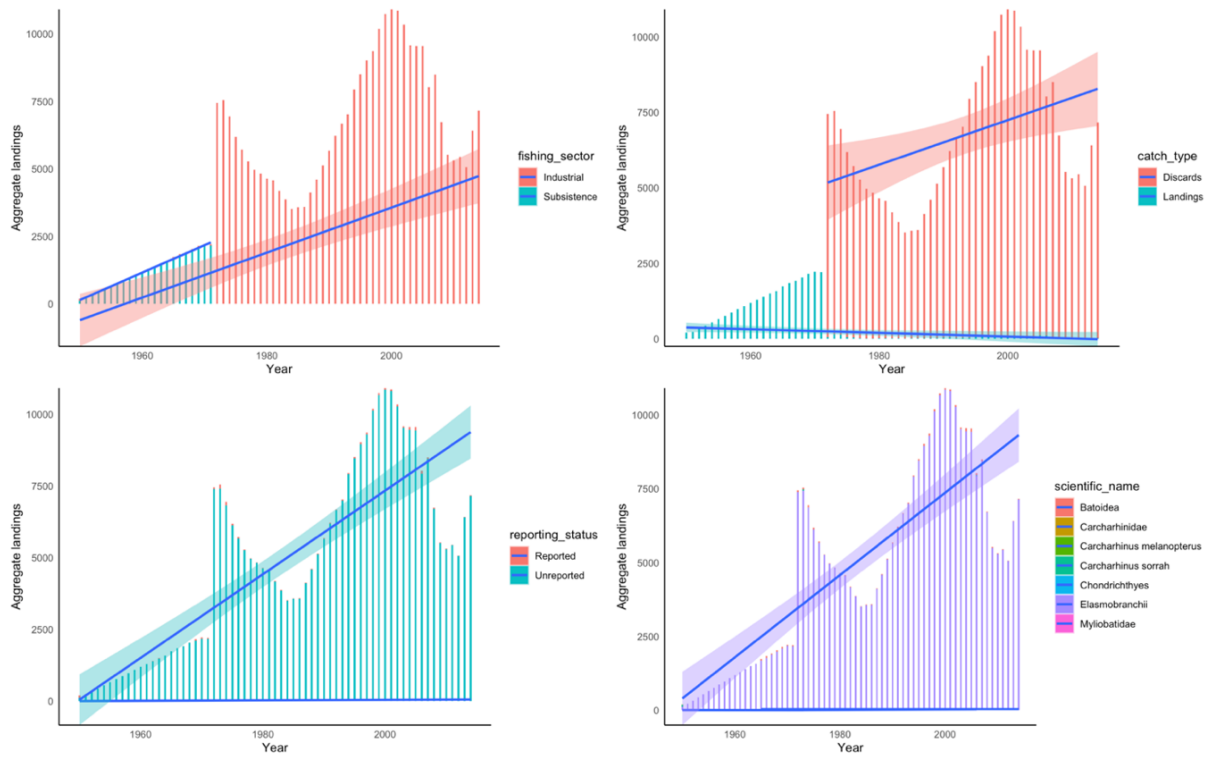 10000
7500
5000
2500
0
Aggregate landings
1960
1980
2000
Year
fishing_sector
Industrial
Subsistence
10000
7500
5000
2500
0
Aggregate landings
1960
1980
2000
Year
catch_type
Discards
Landings
10000
7500
5000
2500
0
Aggregate landings
1960
1980
2000
Year
reporting_status
Reported
Unreported
10000
7500
5000
2500
0
Aggregate landings
1960
1980
2000
Year
scientific_name
Batoidea
Carcharhinidae
Carcharhinus melanopterus
Carcharhinus sorrah
Chondrichthyes
Elasmobranchii
Myliobatidae